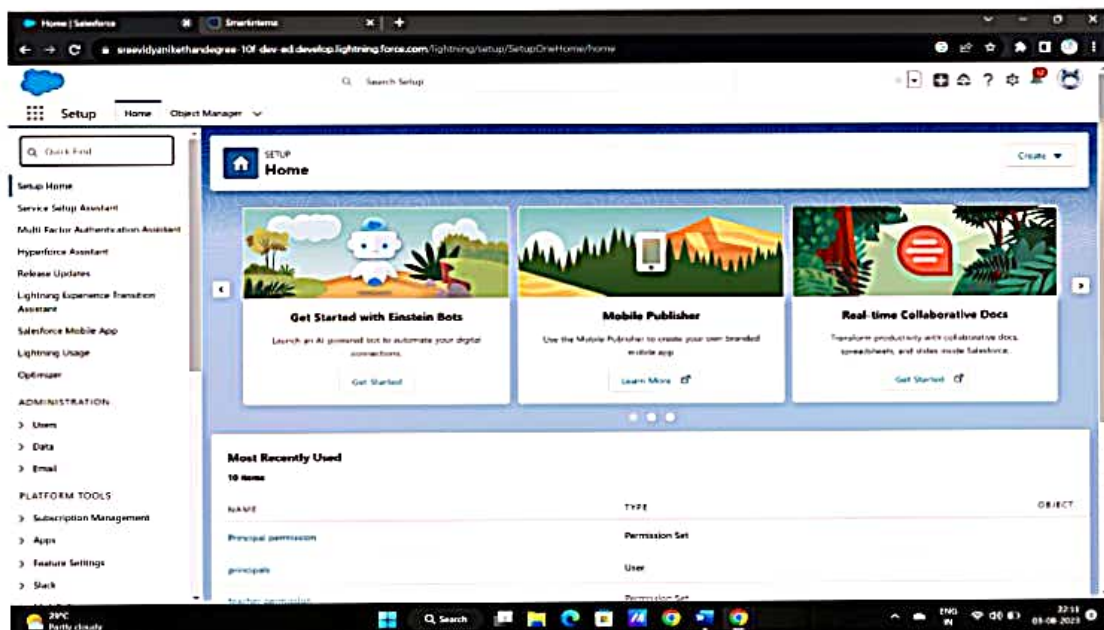 Home | Salesforce
Smartinternz
sreevidyanikethandegree-10f-dev-ed.develop.lightning.force.com/lightning/setup/SetupOneHome/home
Search Setup
Setup
Home
Object Manager
Quick Find
Setup Home
Service Setup Assistant
Multi Factor Authentication Assistant
Hyperforce Assistant
Release Updates
Lightning Experience Transition
Assistant
Salesforce Mobile App
Lightning Usage
Optimizer
ADMINISTRATION
Users
Data
Email
PLATFORM TOOLS
Subscription Management
Apps
Feature Settings
Slack
SETUP
Home
Create
Get Started with Einstein Bots
Launch an AI powered bot to automate your digital
connections.
Get Started
Mobile Publisher
Use the Mobile Publisher to create your own branded
mobile app
Learn More
Real-time Collaborative Docs
Transform productivity with collaborative docs,
spreadsheets, and slides inside Salesforce.
Get Started
Most Recently Used
10 items
NAME
TYPE
OBJECT
Principal permission
Permission Set
principals
User
teacher permission
Permission Set
29°C
Partly cloudy
Search
ENG
IN
22:11
03-08-2023